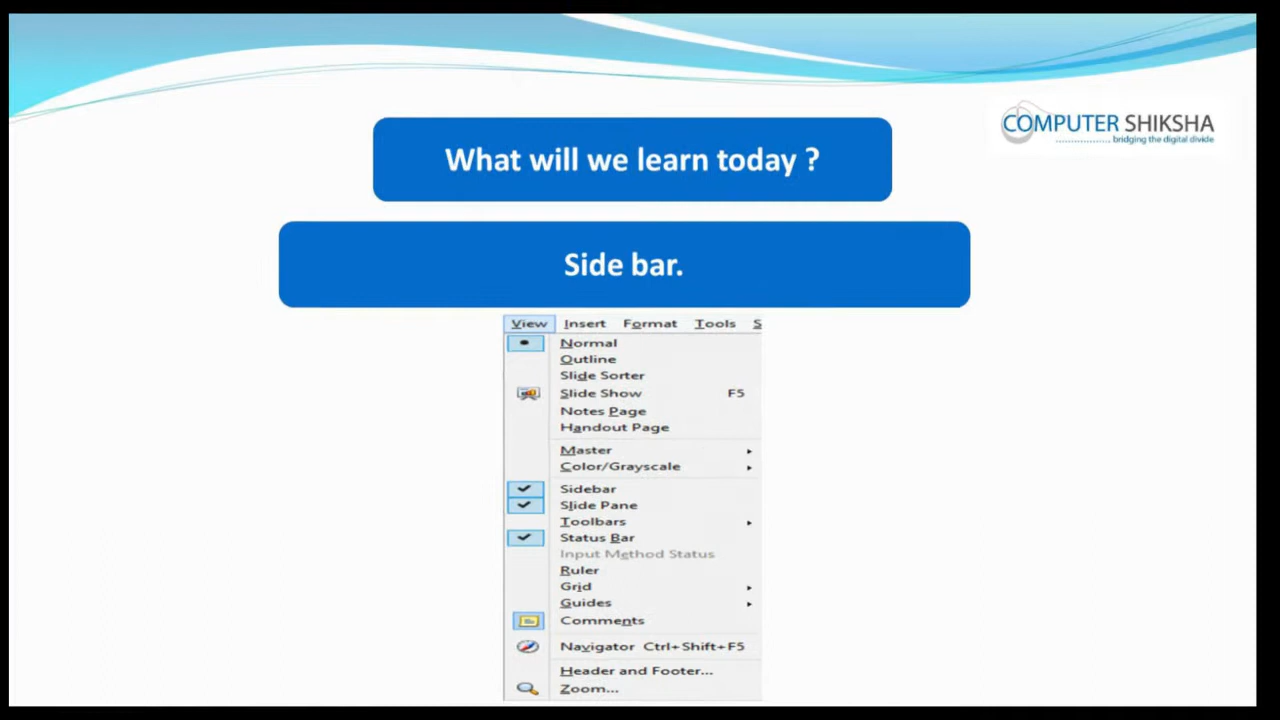 COMPUTER SHIKSHA
bridging the digital divide
What will we learn today ?
Side bar.
View Insert Format Tools S
Normal
Outline
Slide Sorter
Slide Show F5
Notes Page
Handout Page
Master
Color/Grayscale
Sidebar
Slide Pane
Toolbars
Status Bar
Input Method Status
Ruler
Grid
Guides
Comments
Navigator Ctrl+Shift+F5
Header and Footer...
Zoom...